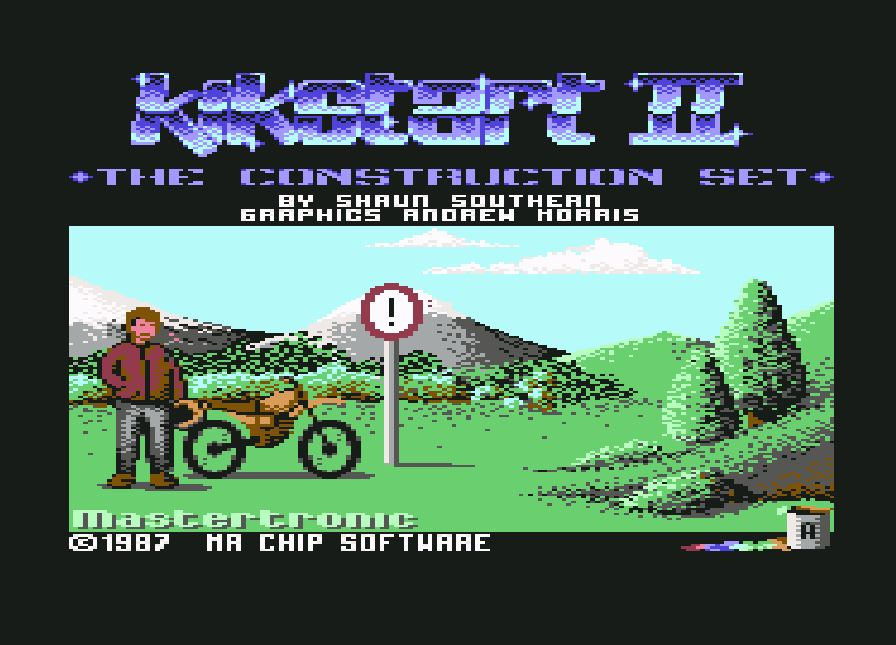 kikstart II
THE CONSTRUCTION SET
BY SHAUN SOUTHERN
GRAPHICS ANDREW MORRIS
!
Mastertronic
©1987 MR CHIP SOFTWARE
A